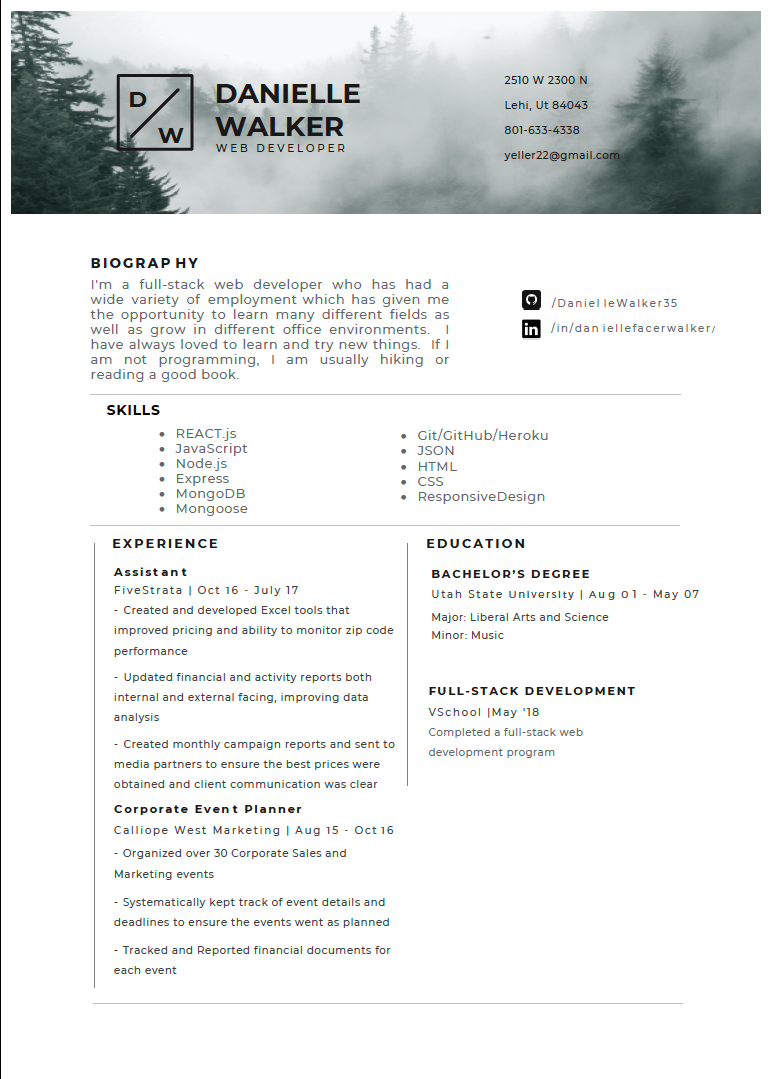 D
W
DANIELLE
WALKER
WEB DEVELOPER
2510 W 2300 N
Lehi, Ut 84043
801-633-4338
yeller22@gmail.com
BIOGRAPHY
I'm a full-stack web developer who has had a
wide variety of employment which has given me
the opportunity to learn many different fields as
well as grow in different office environments. I
have always loved to learn and try new things. If I
am not programming, I am usually hiking or
reading a good book.
/DanielleWalker35
in
/in/daniellefacerwalker/
SKILLS
• REACT.js
• JavaScript
• Node.js
• Express
• MongoDB
• Mongoose
• Git/GitHub/Heroku
• JSON
• HTML
• CSS
• ResponsiveDesign
EXPERIENCE
Assistant
FiveStrata | Oct 16 - July 17
- Created and developed Excel tools that
improved pricing and ability to monitor zip code
performance
- Updated financial and activity reports both
internal and external facing, improving data
analysis
- Created monthly campaign reports and sent to
media partners to ensure the best prices were
obtained and client communication was clear
Corporate Event Planner
Calliope West Marketing | Aug 15 - Oct 16
- Organized over 30 Corporate Sales and
Marketing events
- Systematically kept track of event details and
deadlines to ensure the events went as planned
- Tracked and Reported financial documents for
each event
EDUCATION
BACHELOR'S DEGREE
Utah State University | Aug 01 - May 07
Major: Liberal Arts and Science
Minor: Music
FULL-STACK DEVELOPMENT
VSchool |May '18
Completed a full-stack web
development program